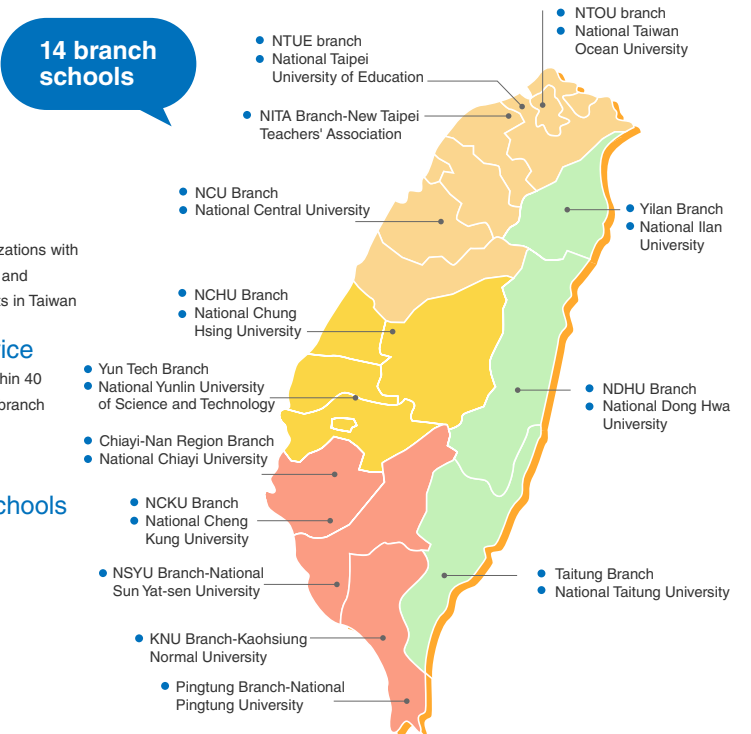 14 branch
schools
NTOU branch
National Taiwan
Ocean University
NTUE branch
National Taipei
University of Education
NITA Branch-New Taipei
Teachers' Association
NCU Branch
National Central University
Yilan Branch
National Ilan
University
zations with
and
ts in Taiwan
NCHU Branch
National Chung
Hsing University
ice
hin 40
branch
Yun Tech Branch
National Yunlin University
of Science and Technology
NDHU Branch
National Dong Hwa
University
Chiayi-Nan Region Branch
National Chiayi University
chools
NCKU Branch
National Cheng
Kung University
NSYU Branch-National
Sun Yat-sen University
Taitung Branch
National Taitung University
KNU Branch-Kaohsiung
Normal University
Pingtung Branch-National
Pingtung University